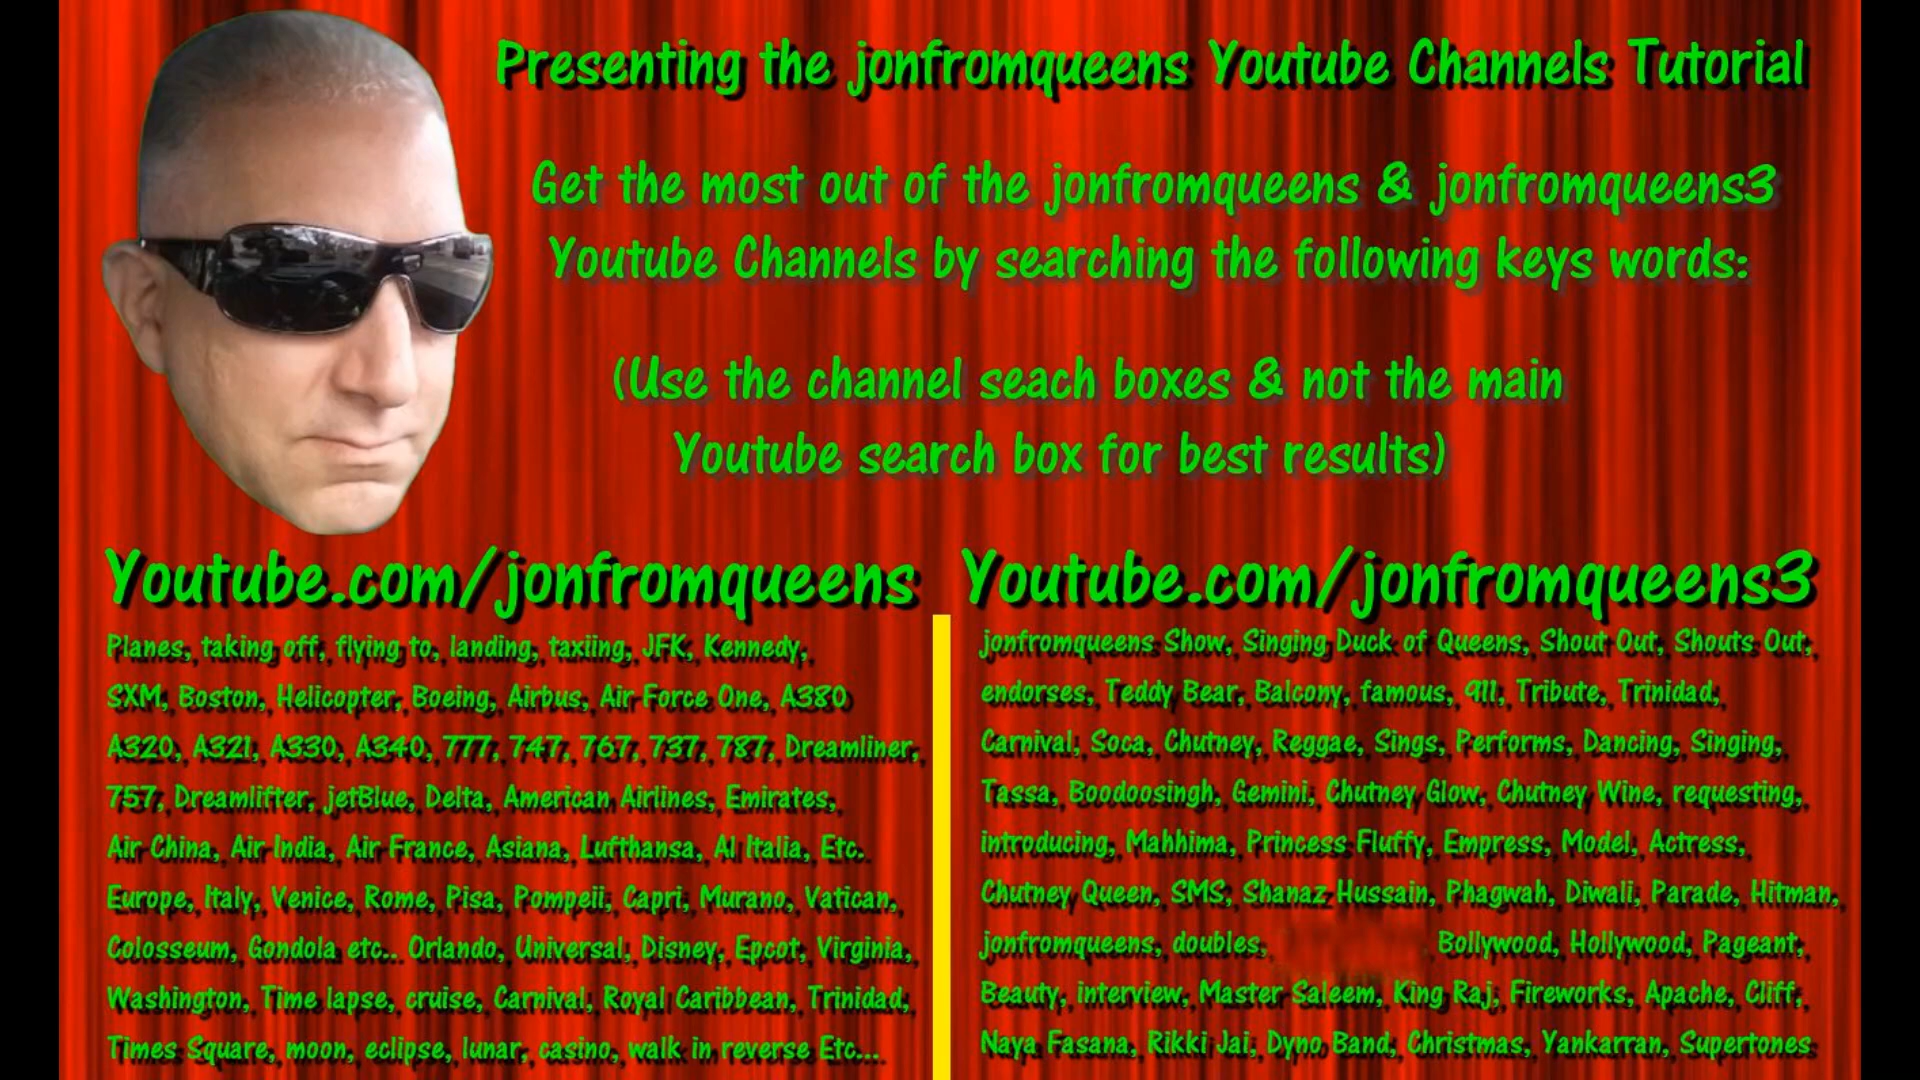 Presenting the jonfromqueens Youtube Channels Tutorial
Get the most out of the jonfromqueens & jonfromqueens3
Youtube Channels by searching the following keys words:
(Use the channel seach boxes & not the main
Youtube search box for best results)
Youtube.com/jonfromqueens
Planes, taking off, flying to, landing, taxiing, JFK, Kennedy,
SXM, Boston, Helicopter, Boeing, Airbus, Air Force One, A380
A320, A321, A330, A340, 777, 747, 767, 737, 787, Dreamliner,
757, Dreamlifter, jetBlue, Delta, American Airlines, Emirates,
Air China, Air India, Air France, Asiana, Lufthansa, Al Italia, Etc.
Europe, Italy, Venice, Rome, Pisa, Pompeii, Capri, Murano, Vatican,
Colosseum, Gondola etc.. Orlando, Universal, Disney, Epcot, Virginia,
Washington, Time lapse, cruise, Carnival, Royal Caribbean, Trinidad,
Times Square, moon, eclipse, lunar, casino, walk in reverse Etc...
Youtube.com/jonfromqueens3
jonfromqueens Show, Singing Duck of Queens, Shout Out, Shouts Out,
endorses, Teddy Bear, Balcony, famous, 911, Tribute, Trinidad,
Carnival, Soca, Chutney, Reggae, Sings, Performs, Dancing, Singing,
Tassa, Boodoosingh, Gemini, Chutney Glow, Chutney Wine, requesting,
introducing, Mahhima, Princess Fluffy, Empress, Model, Actress,
Chutney Queen, SMS, Shanaz Hussain, Phagwah, Diwali, Parade, Hitman,
jonfromqueens, doubles, Bollywood, Hollywood, Pageant,
Beauty, interview, Master Saleem, King Raj, Fireworks, Apache, Cliff,
Naya Fasana, Rikki Jai, Dyno Band, Christmas, Yankarran, Supertones